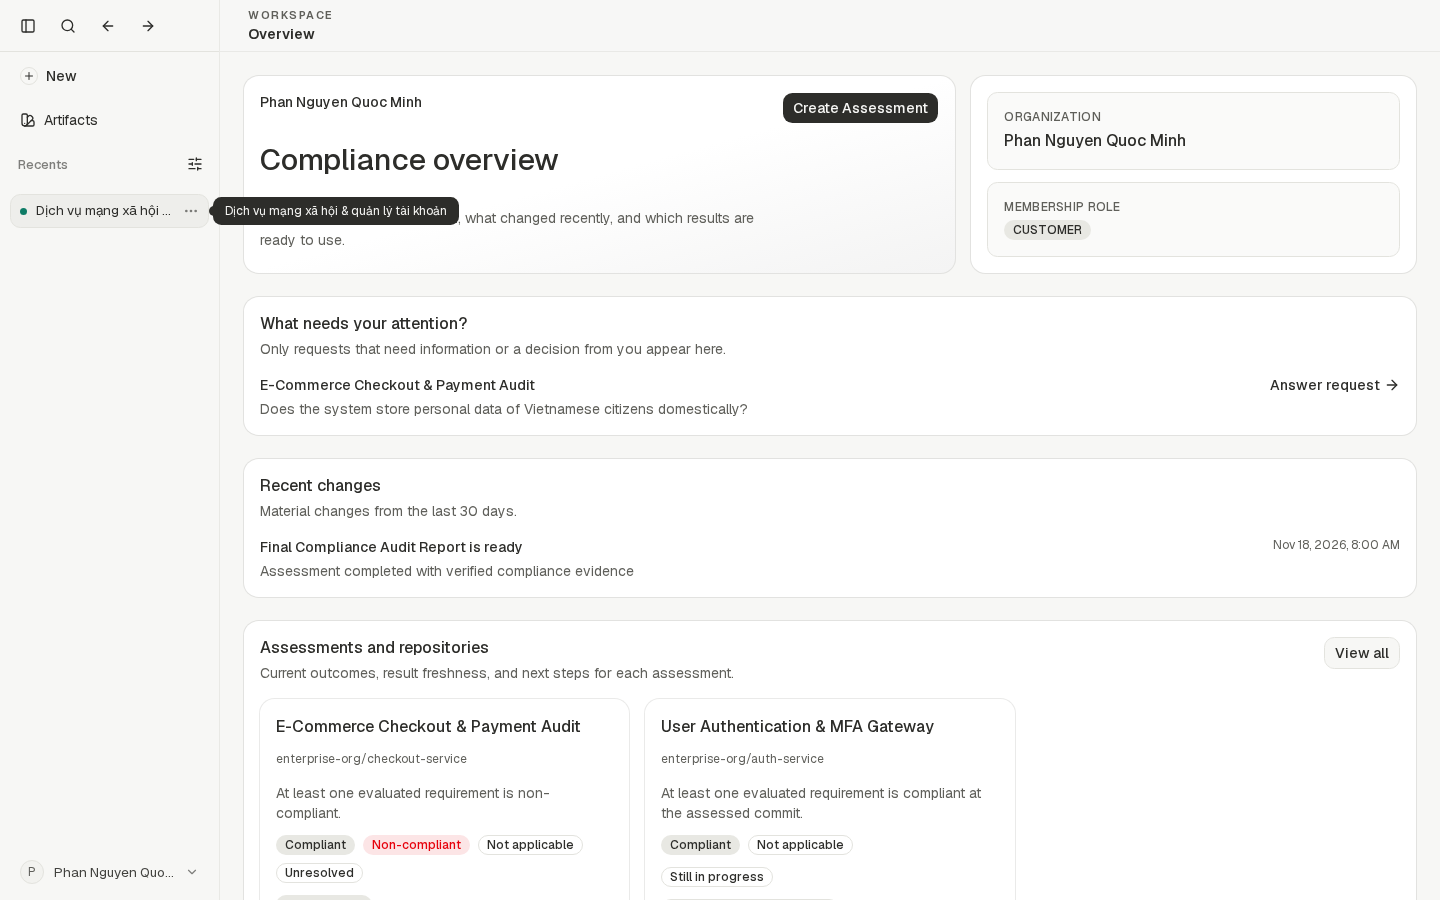 WORKSPACE
Overview
New
Artifacts
Recents
Dịch vụ mạng xã hội ...
Dịch vụ mạng xã hội & quản lý tài khoản
Phan Nguyen Quo...
P
Phan Nguyen Quoc Minh
Create Assessment
Compliance overview
, what changed recently, and which results are
ready to use.
ORGANIZATION
Phan Nguyen Quoc Minh
MEMBERSHIP ROLE
CUSTOMER
What needs your attention?
Only requests that need information or a decision from you appear here.
E-Commerce Checkout & Payment Audit
Answer request
Does the system store personal data of Vietnamese citizens domestically?
Recent changes
Material changes from the last 30 days.
Final Compliance Audit Report is ready
Nov 18, 2026, 8:00 AM
Assessment completed with verified compliance evidence
Assessments and repositories
View all
Current outcomes, result freshness, and next steps for each assessment.
E-Commerce Checkout & Payment Audit
enterprise-org/checkout-service
At least one evaluated requirement is non-
compliant.
Compliant
Non-compliant
Not applicable
Unresolved
User Authentication & MFA Gateway
enterprise-org/auth-service
At least one evaluated requirement is compliant at
the assessed commit.
Compliant
Not applicable
Still in progress